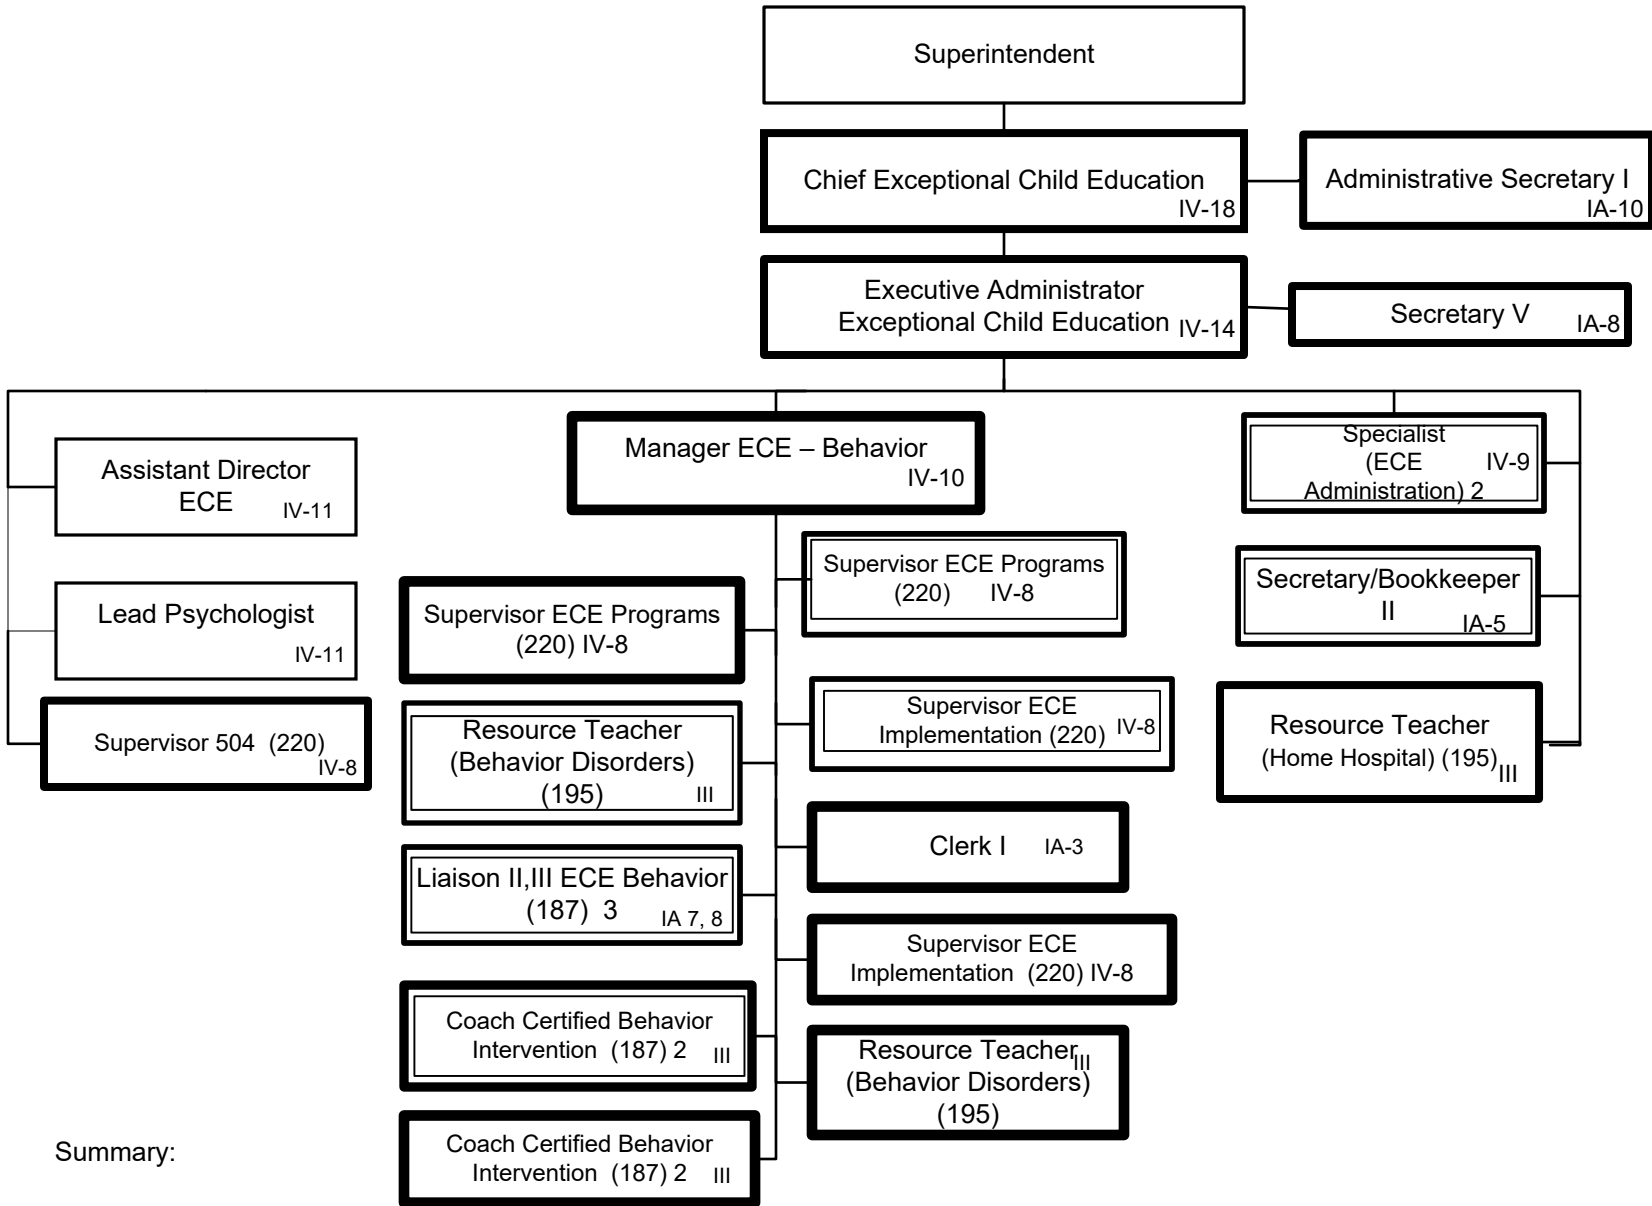 Superintendent
Chief Exceptional Child Education
IV-18
Administrative Secretary I
IA-10
Executive Administrator
Exceptional Child Education IV-14
Secretary V IA-8
Assistant Director
ECE IV-11
Lead Psychologist
IV-11
Supervisor 504 (220)
IV-8
Manager ECE – Behavior
IV-10
Supervisor ECE Programs
(220) IV-8
Resource Teacher
(Behavior Disorders)
(195) III
Liaison II,III ECE Behavior
(187) 3 IA 7, 8
Coach Certified Behavior
Intervention (187) 2 III
Coach Certified Behavior
Intervention (187) 2 III
Supervisor ECE Programs
(220) IV-8
Supervisor ECE
Implementation (220) IV-8
Clerk I IA-3
Supervisor ECE
Implementation (220) IV-8
Resource Teacher III
(Behavior Disorders)
(195)
Specialist
(ECE IV-9
Administration) 2
Secretary/Bookkeeper
II IA-5
Resource Teacher
(Home Hospital) (195) III
Summary: